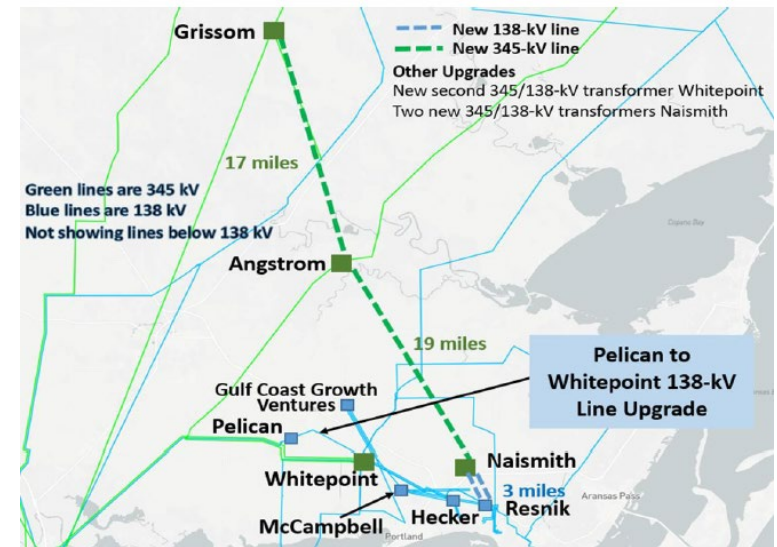 Grissom
New 138-kV line
New 345-kV line
Other Upgrades
New second 345/138-kV transformer Whitepoint
Two new 345/138-kV transformers Naismith
17 miles
Green lines are 345 kV
Blue lines are 138 kV
Not showing lines below 138 kV
Copano Bay
Angstrom
19 miles
Pelican to
Whitepoint 138-kV
Line Upgrade
Gulf Coast Growth
Ventures
Pelican
Whitepoint
Naismith
3 miles
Resnik
Aransas Pass
McCampbell
Hecker
Portland